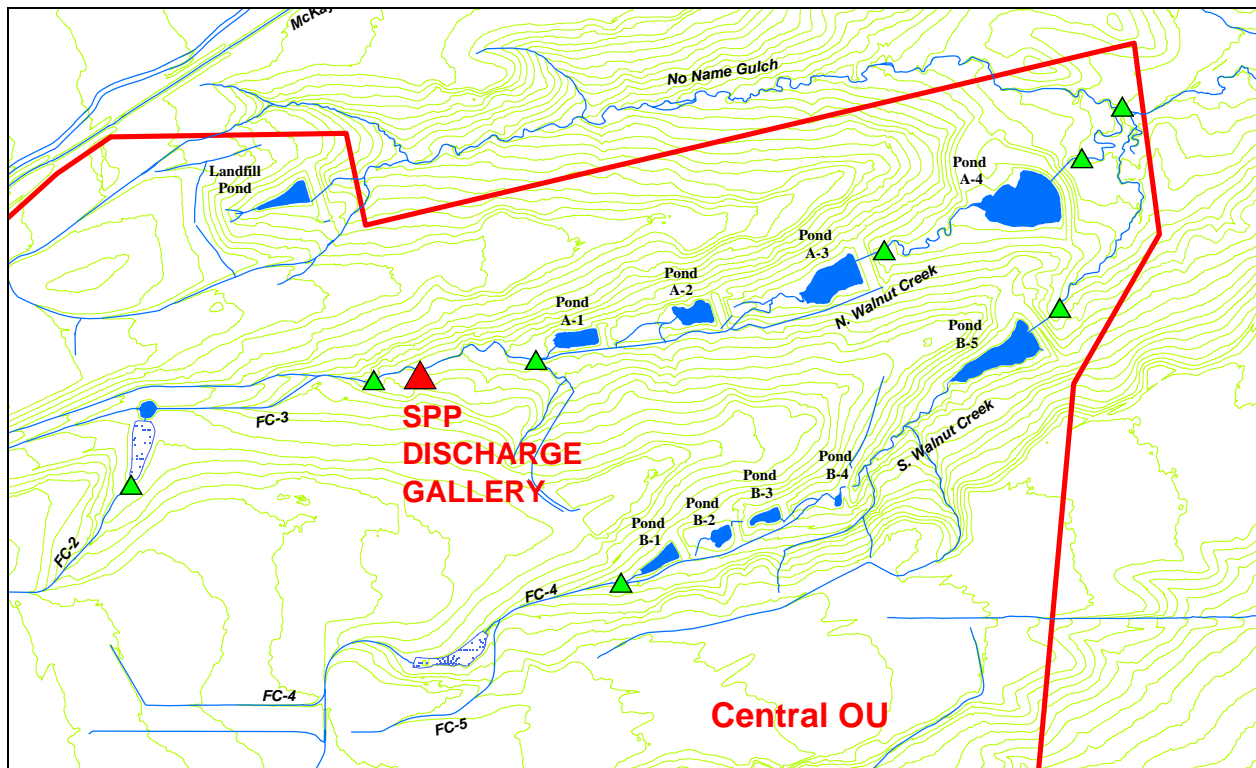 McKay
No Name Gulch
Landfill
Pond
Pond
A-4
Pond
A-3
Pond
A-2
Pond
A-1
N. Walnut Creek
Pond
B-5
FC-3
SPP
DISCHARGE
GALLERY
S. Walnut Creek
Pond
B-4
Pond
B-3
Pond
B-2
Pond
B-1
FC-2
FC-4
FC-4
FC-5
Central OU